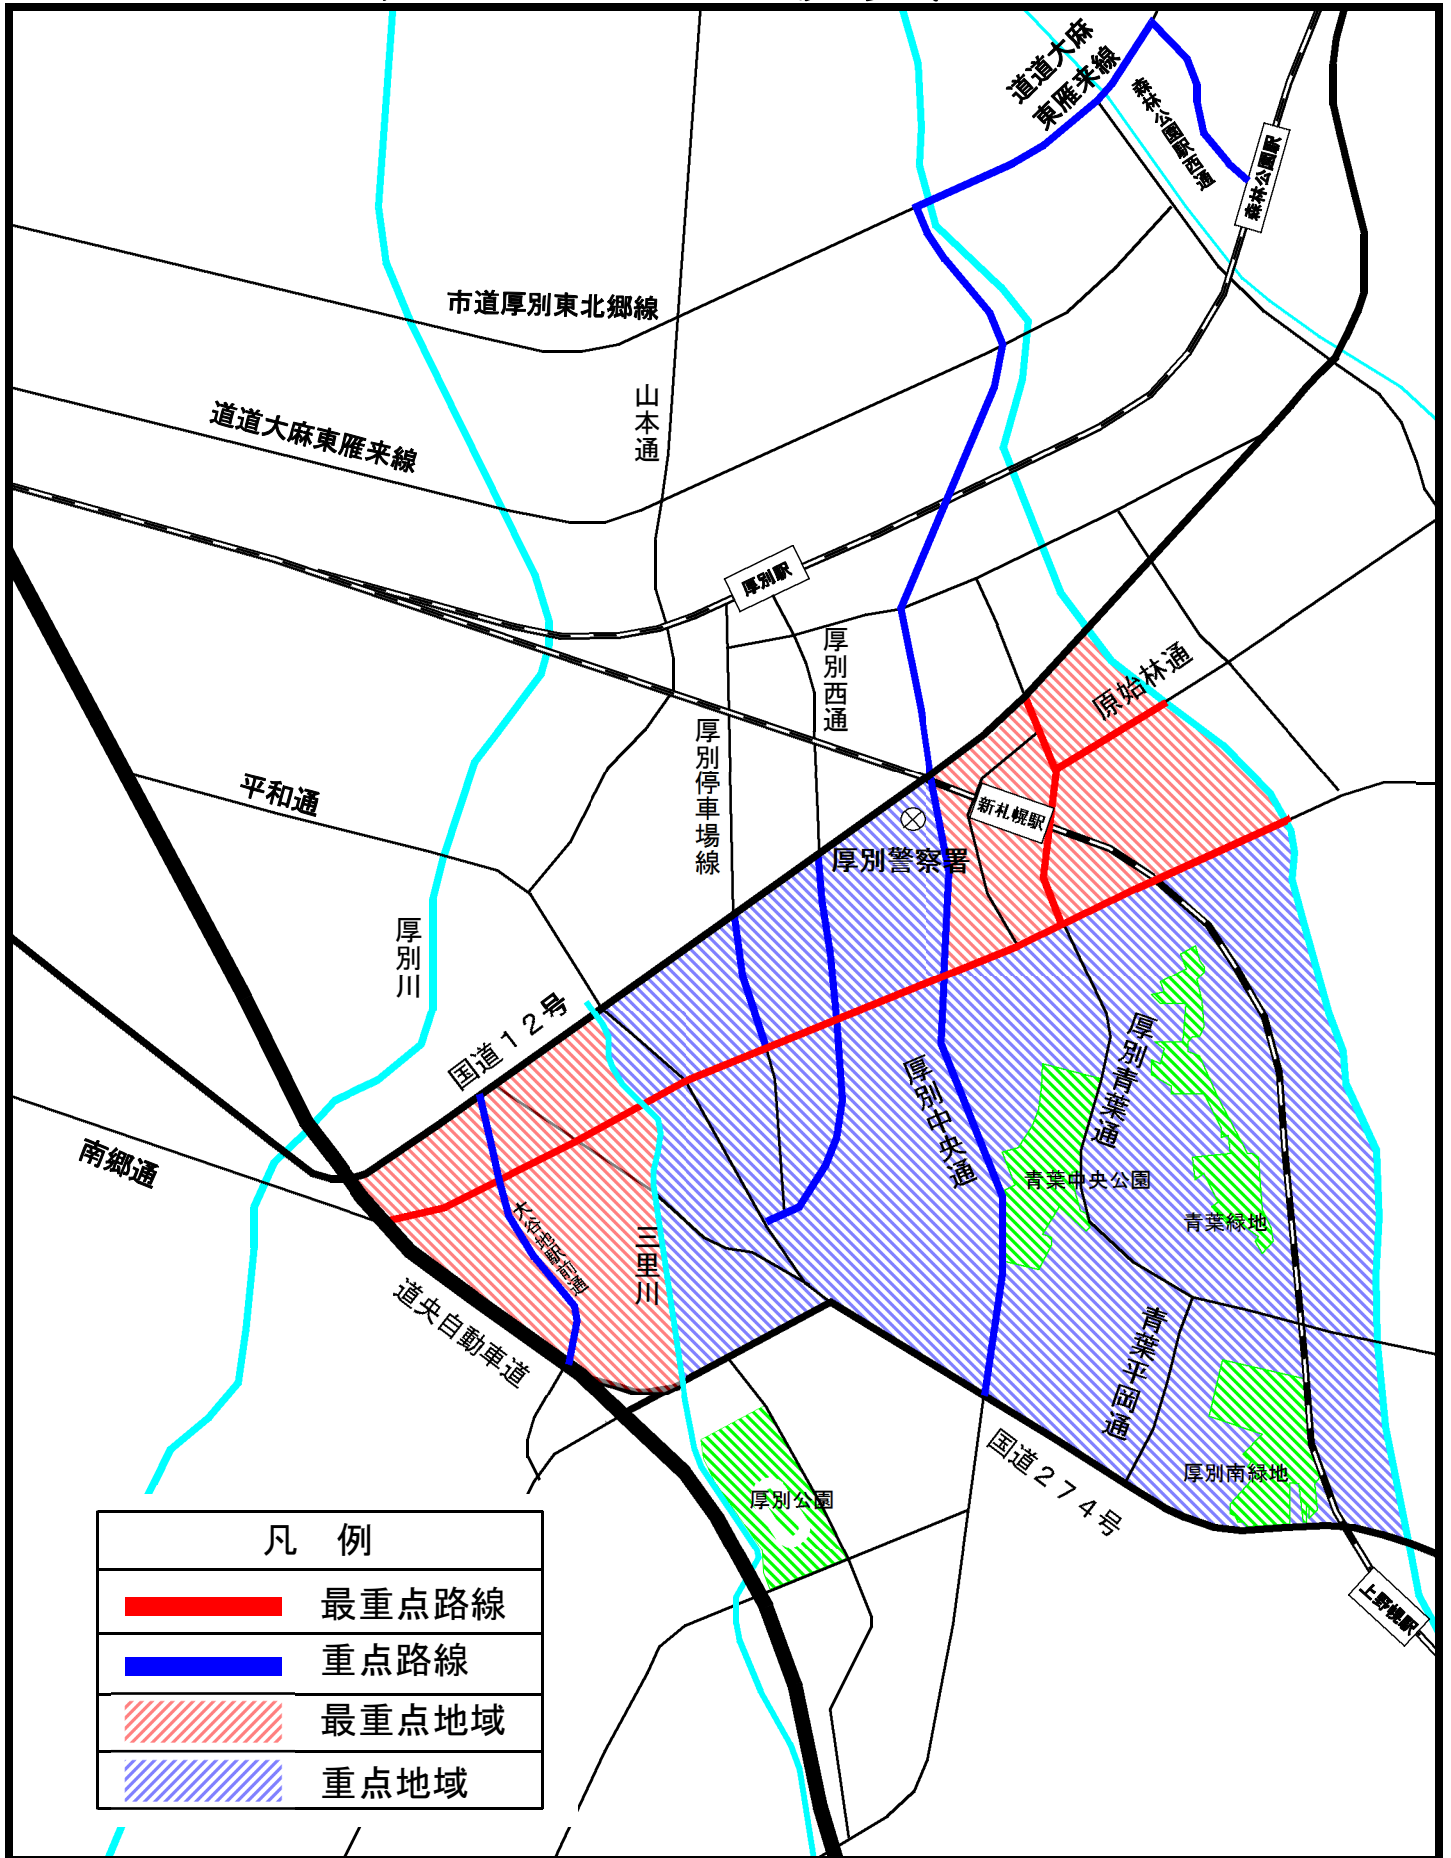 道道大麻
東雁来線
森林公園駅西通
森林公園駅
市道厚別東北郷線
山本通
道道大麻東雁来線
厚別駅
厚別西通
原始林通
厚別停車場線
平和通
新札幌駅
厚別警察署
厚別川
国道12号
厚別青葉通
厚別中央通
南郷通
青葉中央公園
青葉緑地
大谷地駅前通
三里川
道央自動車道
青葉平岡通
国道274号
厚別南緑地
厚別公園
上野幌駅
凡 例
最重点路線
重点路線
最重点地域
重点地域